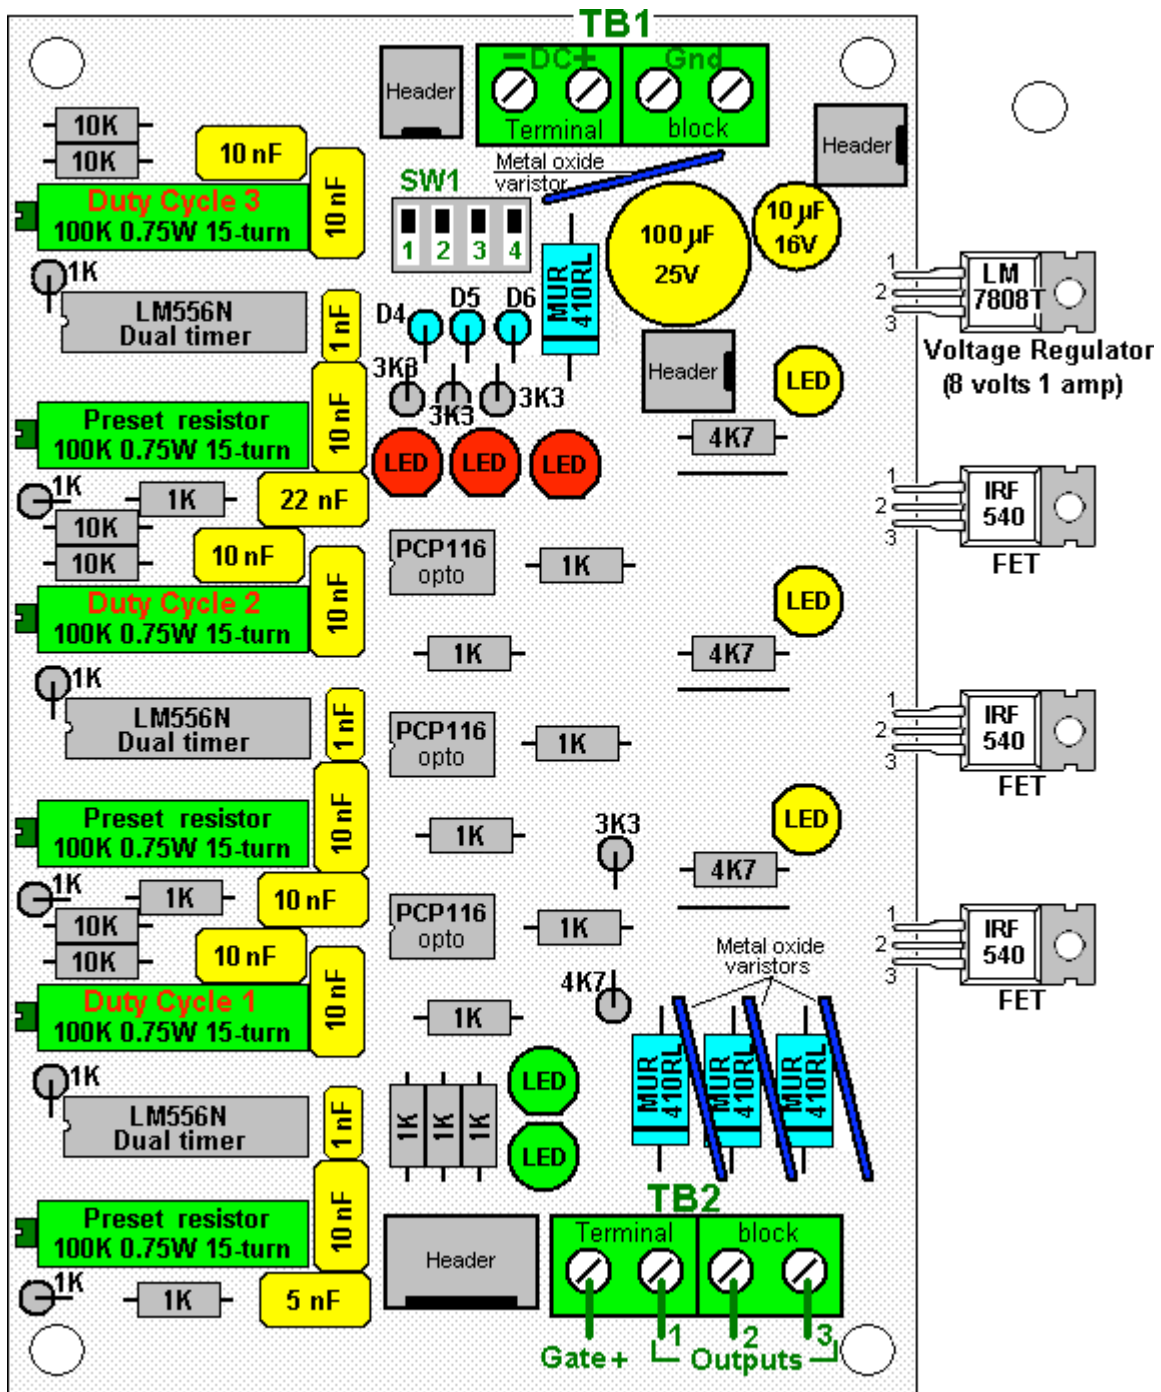 TB1
- DC+ Gnd
Terminal block
Header
Header
Metal oxide
varistor
10K
10K
10 nF
10 nF
Duty Cycle 3
100K 0.75W 15-turn
SW1
1 2 3 4
MUR
410RL
100 µF
25V
10 µF
16V
1K
LM556N
Dual timer
1 nF
D4 D5 D6
3K3
3K3
3K3
Header
LED
1
2
3
LM
7808T
Voltage Regulator
(8 volts 1 amp)
Preset resistor
100K 0.75W 15-turn
10 nF
LED LED LED
4K7
1K
1K
22 nF
10K
10K
10 nF
10 nF
PCP116
opto
1K
1
2
3
IRF
540
FET
Duty Cycle 2
100K 0.75W 15-turn
LED
1K
4K7
1K
LM556N
Dual timer
1 nF
PCP116
opto
1K
1
2
3
IRF
540
FET
Preset resistor
100K 0.75W 15-turn
10 nF
1K
3K3
LED
4K7
1K
1K
10 nF
10K
10K
10 nF
10 nF
PCP116
opto
1K
Metal oxide
varistors
1
2
3
IRF
540
FET
Duty Cycle 1
100K 0.75W 15-turn
1K
4K7
MUR
410RL
MUR
410RL
MUR
410RL
1K
LM556N
Dual timer
1 nF
1K
1K
1K
LED
LED
Preset resistor
100K 0.75W 15-turn
10 nF
TB2
Header
Terminal block
1K
1K
5 nF
1 2 3
Gate + Outputs